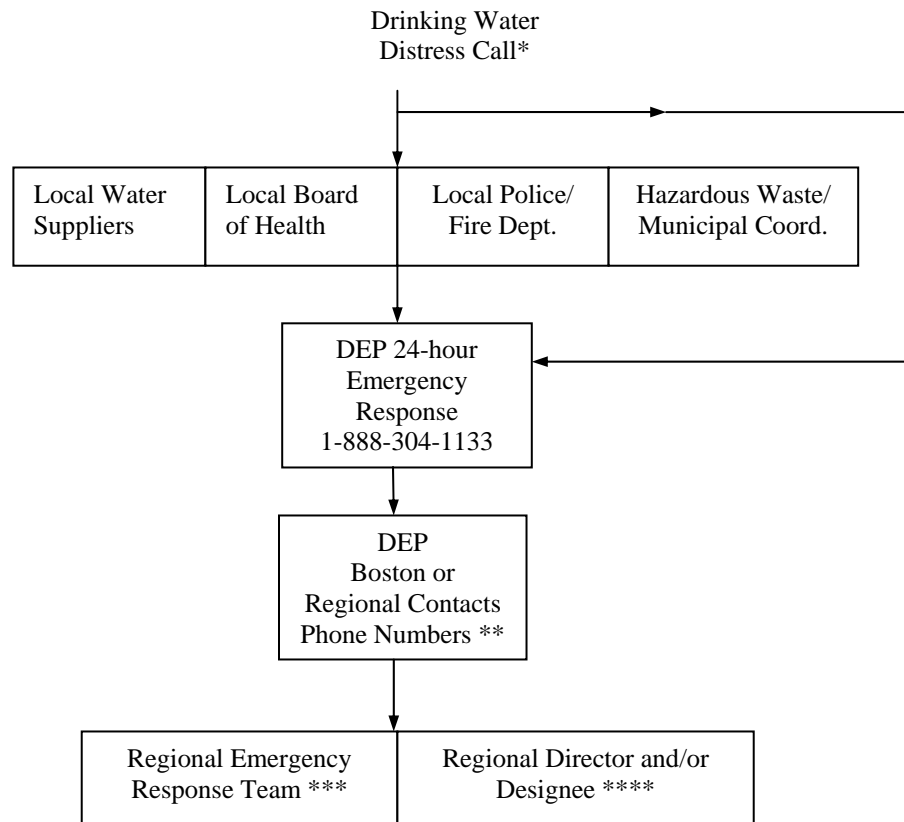 Drinking Water
Distress Call*
Local Water
Suppliers
Local Board
of Health
Local Police/
Fire Dept.
Hazardous Waste/
Municipal Coord.
DEP 24-hour
Emergency
Response
1-888-304-1133
DEP
Boston or
Regional Contacts
Phone Numbers **
Regional Emergency
Response Team ***
Regional Director and/or
Designee ****